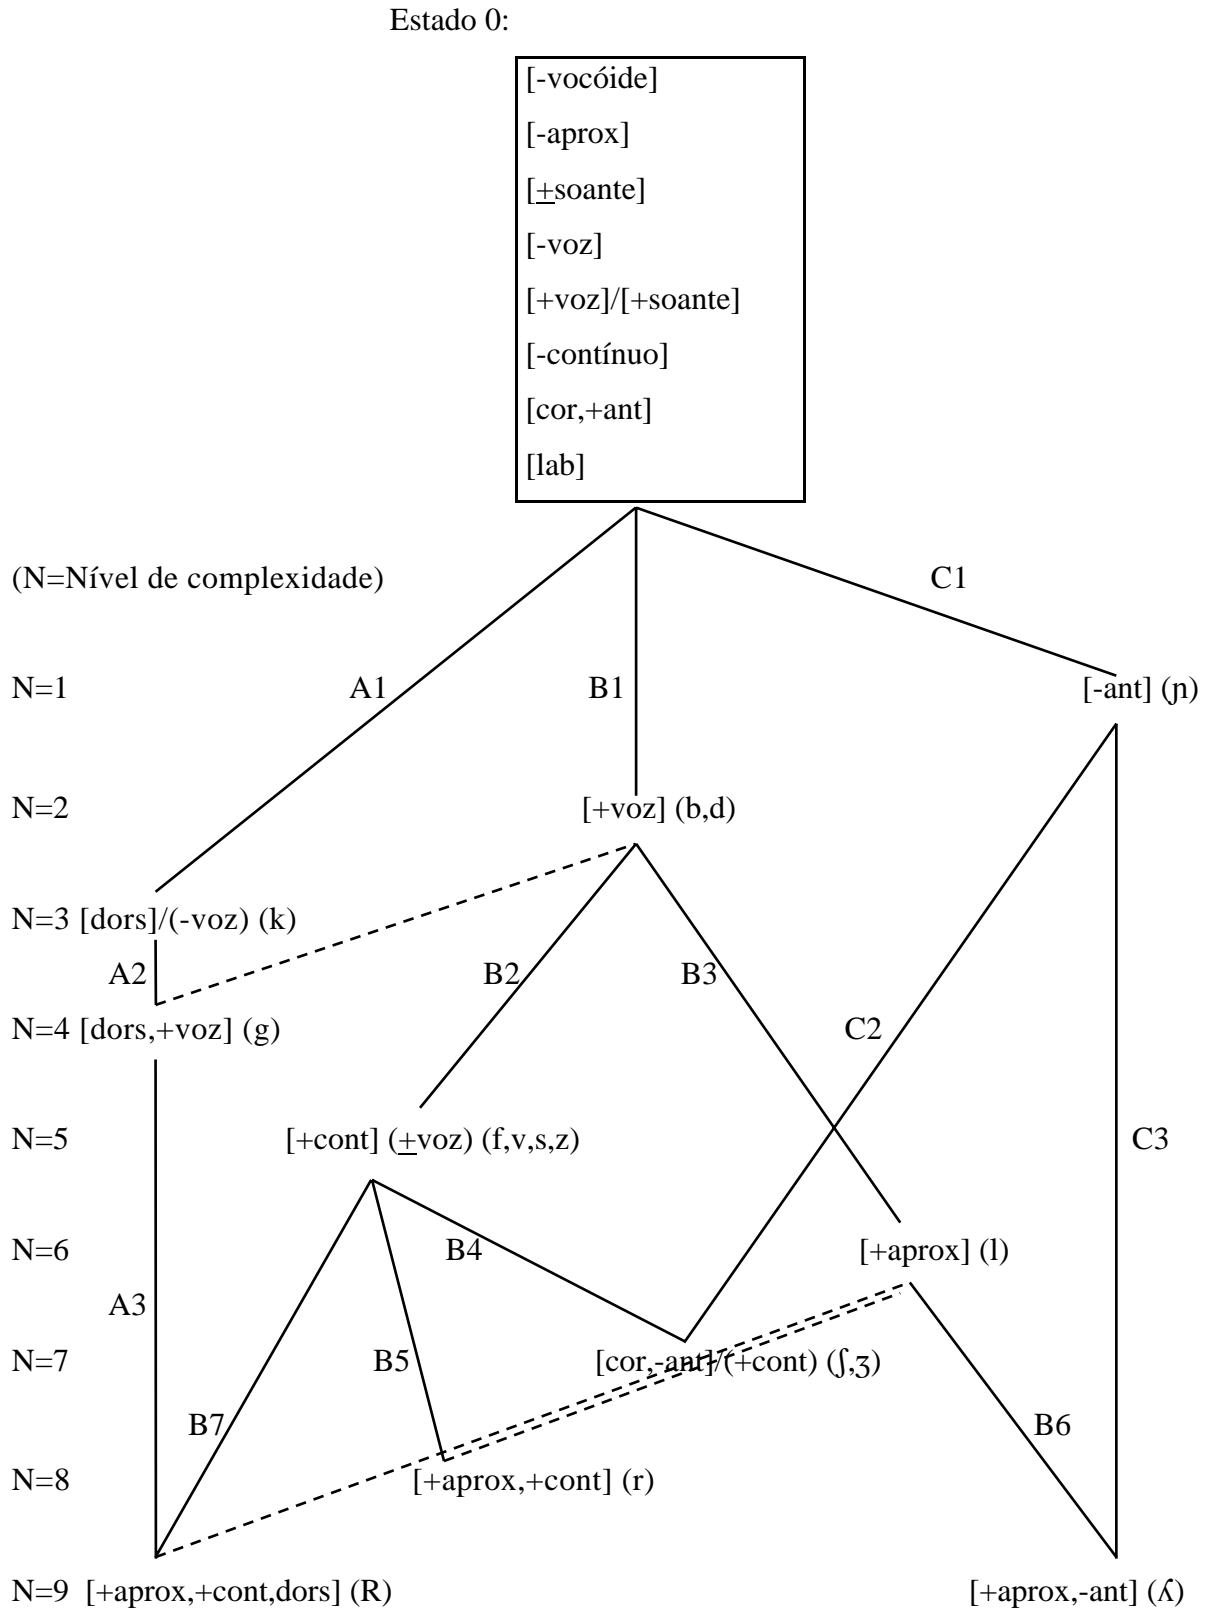 Estado 0:
[-vocóide]
[-aprox]
[±soante]
[-voz]
[+voz]/[+soante]
[-contínuo]
[cor,+ant]
[lab]
(N=Nível de complexidade)
C1
N=1 A1 B1 [-ant] (ɲ)
N=2 [+voz] (b,d)
N=3 [dors]/(-voz) (k)
A2 B2 B3
N=4 [dors,+voz] (g) C2
N=5 [+cont] (±voz) (f,v,s,z) C3
N=6 B4 [+aprox] (l)
A3
N=7 B5 [cor,-ant]/(+cont) (ʃ,ʒ)
B7 B6
N=8 [+aprox,+cont] (r)
N=9 [+aprox,+cont,dors] (R) [+aprox,-ant] (ʎ)